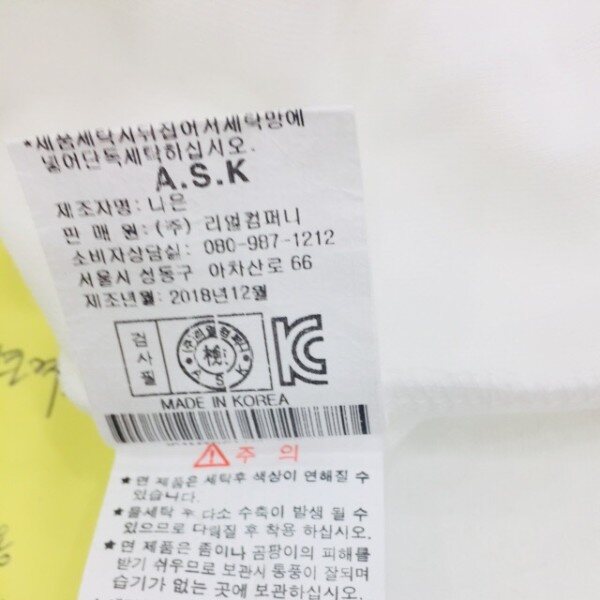 *세물세탁시뒤집어서세탁망에
넣어단독세탁하십시오.
A.S.K
제조자명: 니은
판 매 원: (주) 리얼컴퍼니
소비자상담실: 080-987-1212
서울시 성동구 아차산로 66
제조년월: 2018년12월
검사필
(주)리얼컴퍼니
檢
A S K
MADE IN KOREA
주 의
*면 제품은 세탁후 색상이 연해질 수
있습니다.
*물세탁 후 다소 수축이 발생 될 수
있으므로 다림질 후 착용 하십시오.
*면 제품은 좀이나 곰팡이의 피해를
받기 쉬우므로 보관시 통풍이 잘되며
습기가 없는 곳에 보관하십시오.